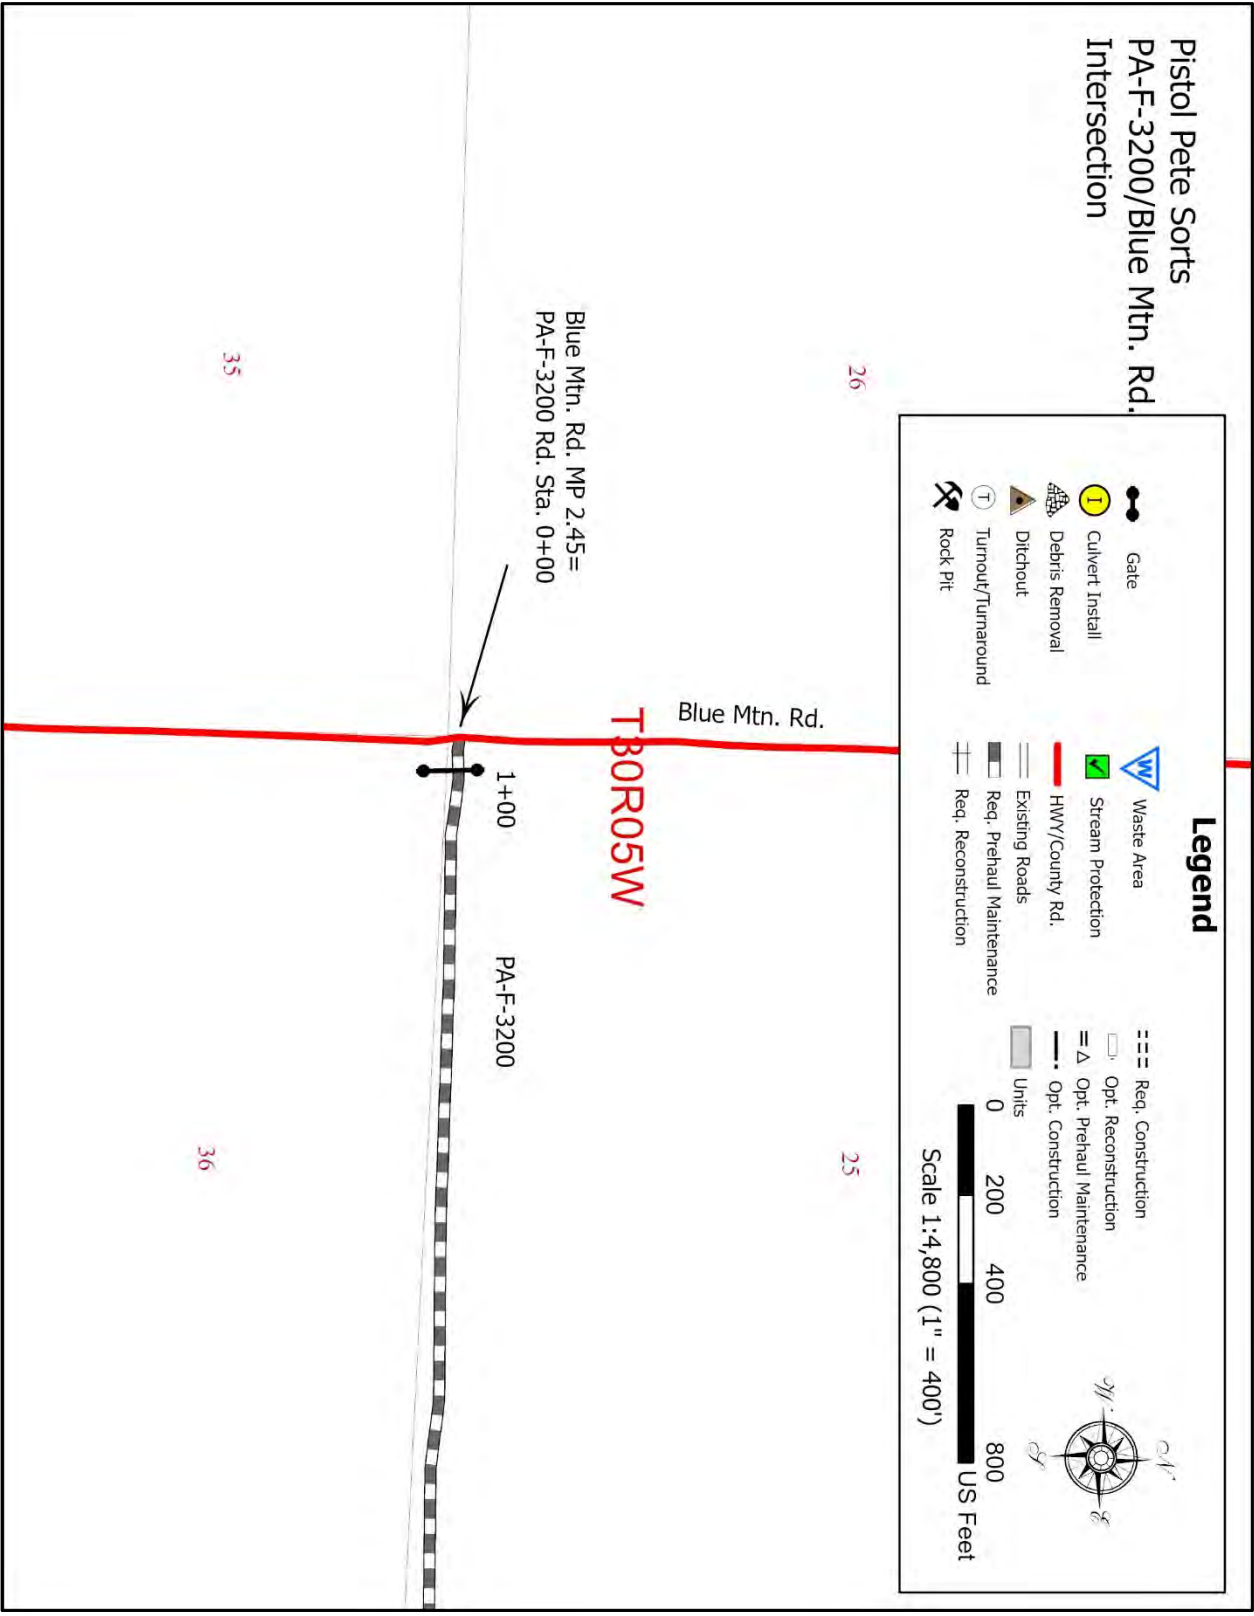 Pistol Pete Sorts
PA-F-3200/Blue Mtn. Rd.
Intersection
Legend
Gate
Culvert Install
I
Debris Removal
Ditchout
T
Turnout/Turnaround
Rock Pit
W
Waste Area
Stream Protection
HWY/County Rd.
Existing Roads
Req. Prehaul Maintenance
Req. Reconstruction
Req. Construction
Opt. Reconstruction
Opt. Prehaul Maintenance
Opt. Construction
Units
N
W
E
S
0 200 400 800
US Feet
Scale 1:4,800 (1" = 400')
26
25
Blue Mtn. Rd.
T30R05W
Blue Mtn. Rd. MP 2.45=
PA-F-3200 Rd. Sta. 0+00
1+00
PA-F-3200
35
36